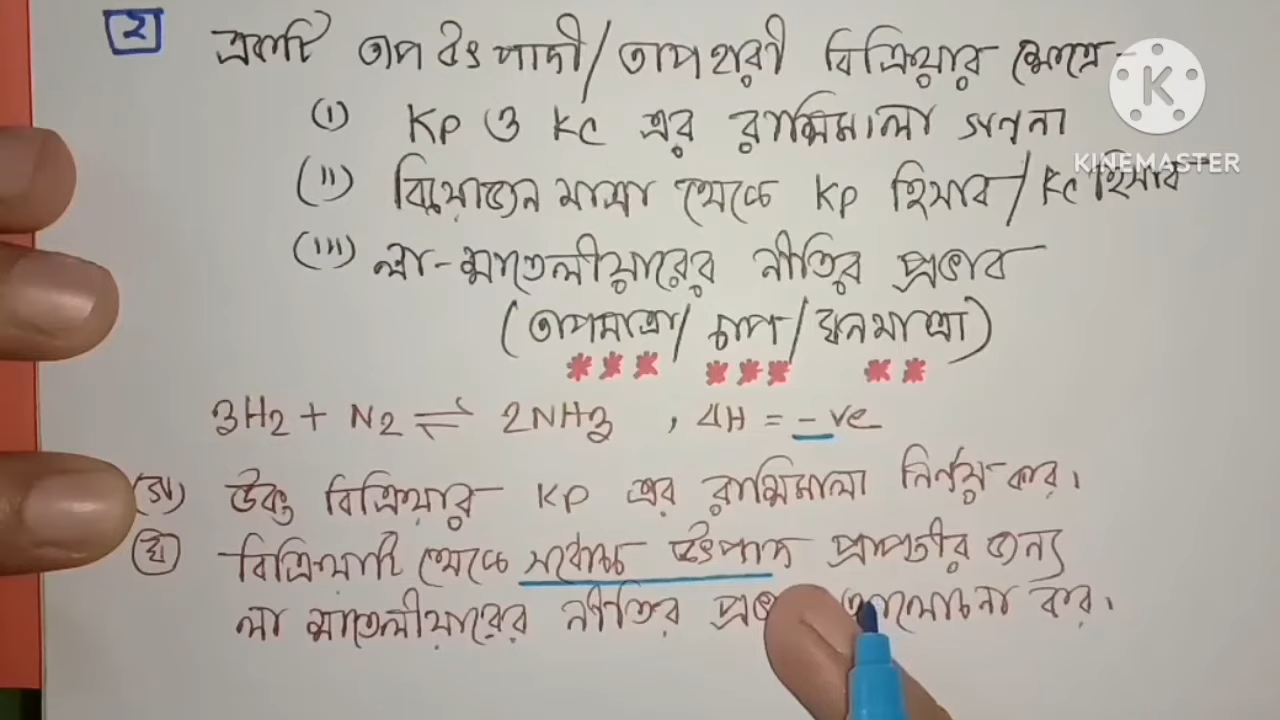 ২ একটি তাপ উৎপাদী/তাপহারী বিক্রিয়ার ক্ষেত্রে-
(i) KP ও Kc এর রাশিমালা গণনা
(ii) বিয়োজন মাত্রা থেকে KP হিসাব/Kc হিসাব
(iii) লা-শাতেলীয়ারের নীতির প্রভাব
(তাপমাত্রা/ চাপ/ঘনমাত্রা)
*** *** **
3H2 + N2 ⇌ 2NH3 , ΔH = -ve
(গ) উক্ত বিক্রিয়ার KP এর রাশিমালা নির্ণয় কর।
(ঘ) বিক্রিয়াটি থেকে সর্বোচ্চ উৎপাদ প্রাপ্তীর জন্য
লা শাতেলীয়ারের নীতির আলোচনা কর।
K
KINEMASTER